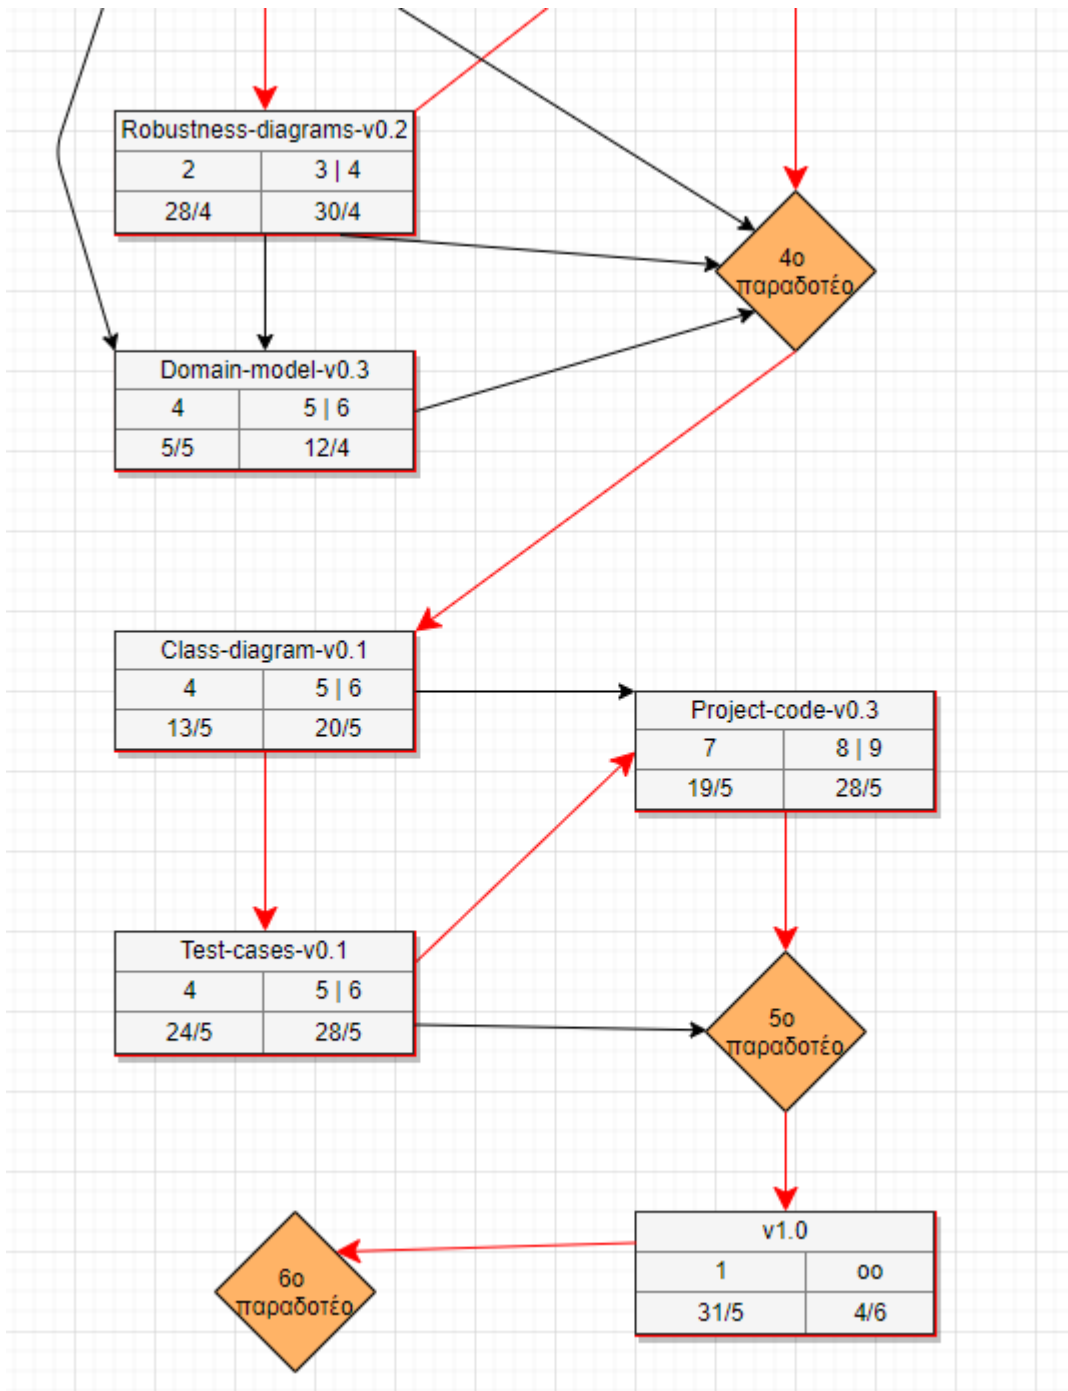 Robustness-diagrams-v0.2
2 3 | 4
28/4 30/4
4ο
παραδοτέο
Domain-model-v0.3
4 5 | 6
5/5 12/4
Class-diagram-v0.1
4 5 | 6
13/5 20/5
Project-code-v0.3
7 8 | 9
19/5 28/5
Test-cases-v0.1
4 5 | 6
24/5 28/5
5ο
παραδοτέο
v1.0
1 oo
31/5 4/6
6ο
παραδοτέο